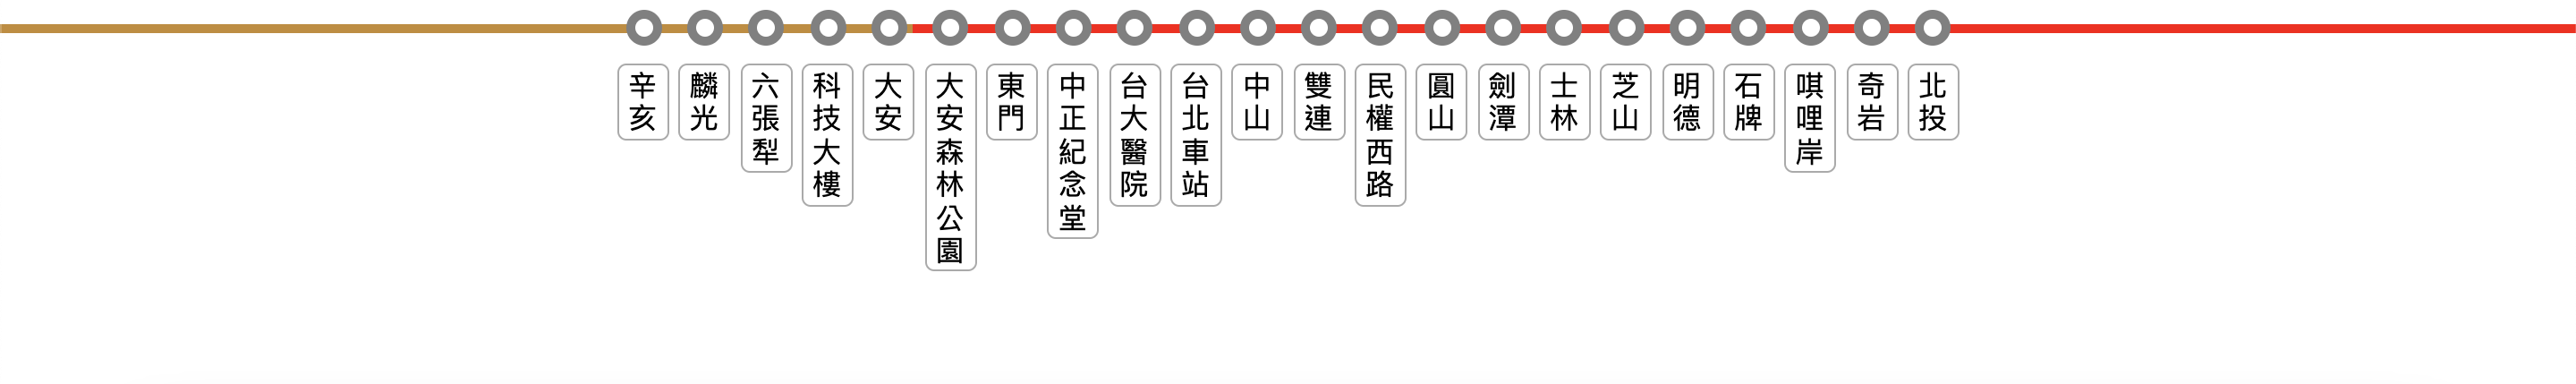 辛亥
麟光
六張犁
科技大樓
大安
大安森林公園
東門
中正紀念堂
台大醫院
台北車站
中山
雙連
民權西路
圓山
劍潭
士林
芝山
明德
石牌
唭哩岸
奇岩
北投